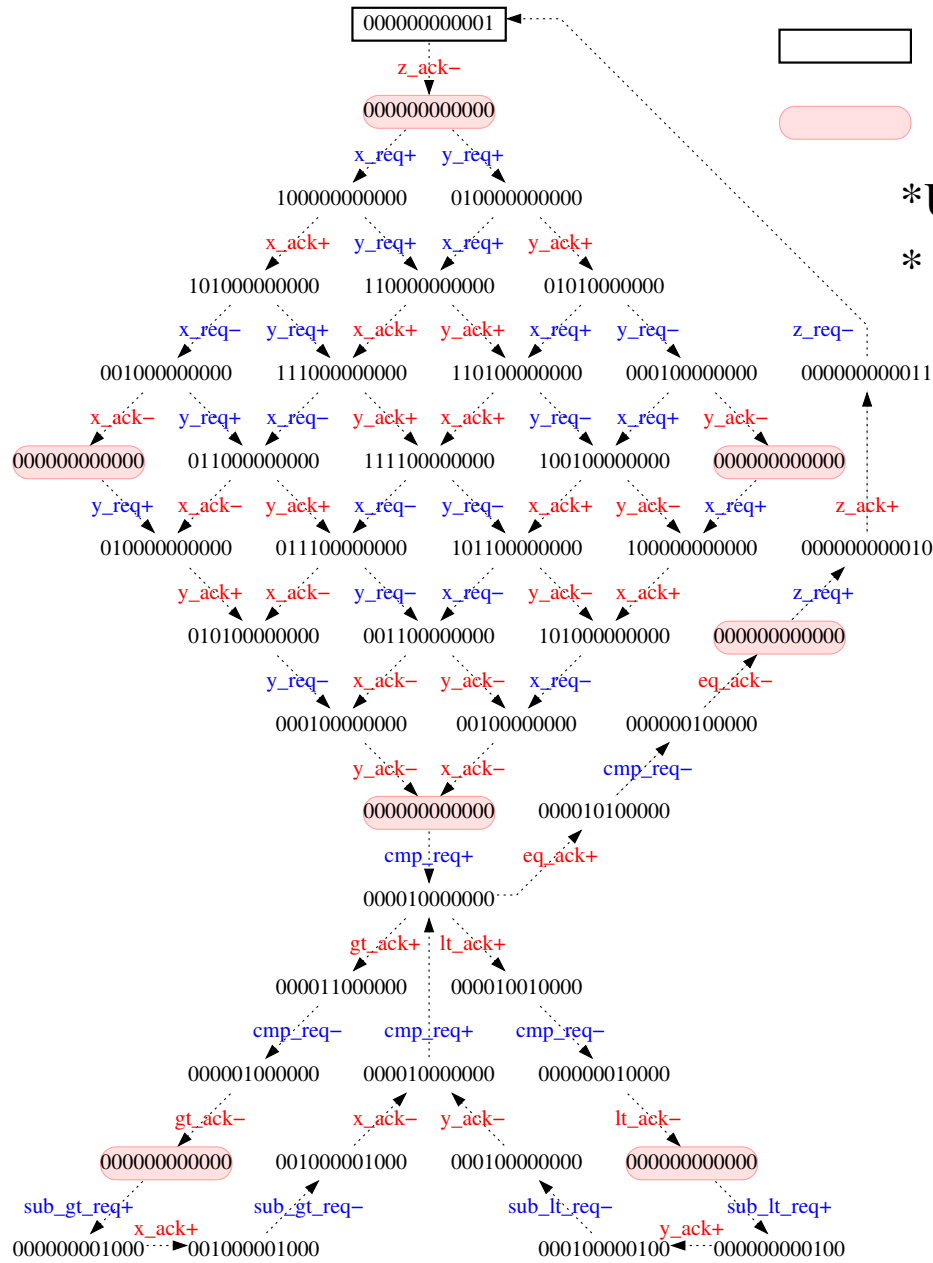 000000000001
z_ack−
000000000000
x_req+ y_req+
100000000000 010000000000
*
x_ack+ y_req+ x_req+ y_ack+
*
101000000000 110000000000 01010000000
x_req− y_req+ x_ack+ y_ack+ x_req+ y_req− z_req−
001000000000 111000000000 110100000000 000100000000 000000000011
x_ack− y_req+ x_req− y_ack+ x_ack+ y_req− x_req+ y_ack−
000000000000 011000000000 111100000000 100100000000 000000000000
y_req+ x_ack− y_ack+ x_req− y_req− x_ack+ y_ack− x_req+ z_ack+
010000000000 011100000000 101100000000 100000000000 000000000010
y_ack+ x_ack− y_req− x_req− y_ack− x_ack+ z_req+
010100000000 001100000000 101000000000 000000000000
y_req− x_ack− y_ack− x_req− eq_ack−
000100000000 00100000000 000000100000
y_ack− x_ack− cmp_req−
000000000000 000010100000
cmp_req+ eq_ack+
000010000000
gt_ack+ lt_ack+
000011000000 000010010000
cmp_req− cmp_req+ cmp_req−
000001000000 000010000000 000000010000
gt_ack− x_ack− y_ack− lt_ack−
000000000000 001000001000 000100000000 000000000000
sub_gt_req+ x_ack+ sub_gt_req− sub_lt_req− y_ack+ sub_lt_req+
000000001000 001000001000 000100000100 000000000100